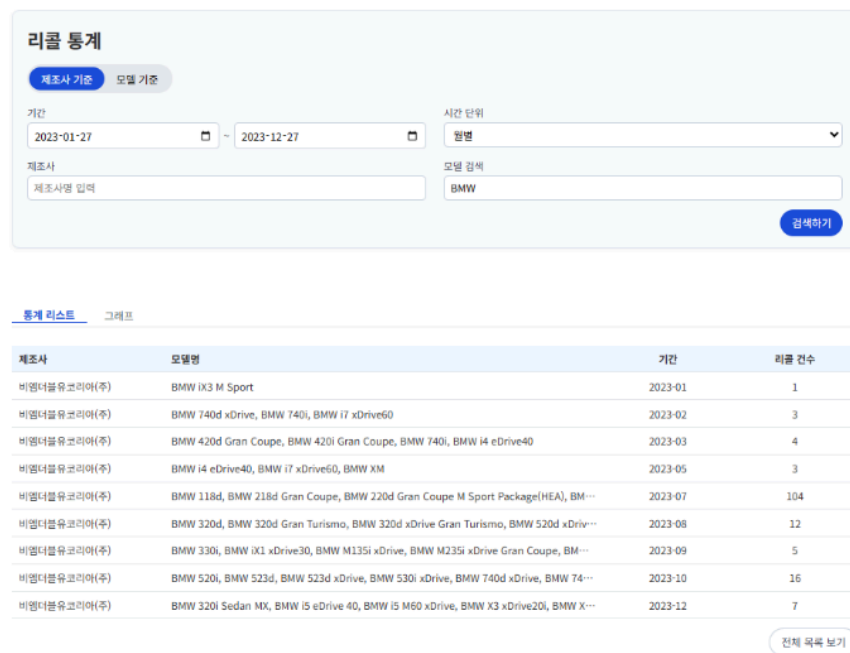 리콜 통계
제조사 기준 모델 기준
기간 시간 단위
2023-01-27 ~ 2023-12-27 월별
제조사 모델 검색
제조사명 입력 BMW
검색하기
통계 리스트 그래프
제조사 모델명 기간 리콜 건수
비엠더블유코리아(주) BMW iX3 M Sport 2023-01 1
비엠더블유코리아(주) BMW 740d xDrive, BMW 740i, BMW i7 xDrive60 2023-02 3
비엠더블유코리아(주) BMW 420d Gran Coupe, BMW 420i Gran Coupe, BMW 740i, BMW i4 eDrive40 2023-03 4
비엠더블유코리아(주) BMW i4 eDrive40, BMW i7 xDrive60, BMW XM 2023-05 3
비엠더블유코리아(주) BMW 118d, BMW 218d Gran Coupe, BMW 220d Gran Coupe M Sport Package(HEA), BM… 2023-07 104
비엠더블유코리아(주) BMW 320d, BMW 320d Gran Turismo, BMW 320d xDrive Gran Turismo, BMW 520d xDriv… 2023-08 12
비엠더블유코리아(주) BMW 330i, BMW iX1 xDrive30, BMW M135i xDrive, BMW M235i xDrive Gran Coupe, BM… 2023-09 5
비엠더블유코리아(주) BMW 520i, BMW 523d, BMW 523d xDrive, BMW 530i xDrive, BMW 740d xDrive, BMW 74… 2023-10 16
비엠더블유코리아(주) BMW 320i Sedan MX, BMW i5 eDrive 40, BMW i5 M60 xDrive, BMW X3 xDrive20i, BMW X… 2023-12 7
전체 목록 보기